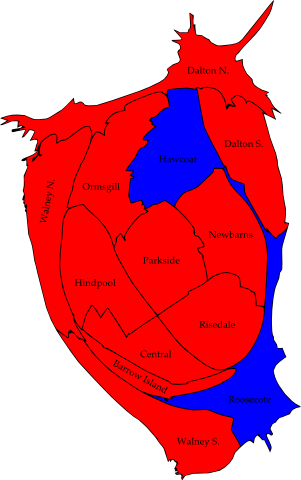 Dalton N.
Dalton S.
Hawcoat
Walney N.
Ormsgill
Newbarns
Parkside
Hindpool
Risedale
Central
Barrow Island
Roosecote
Walney S.